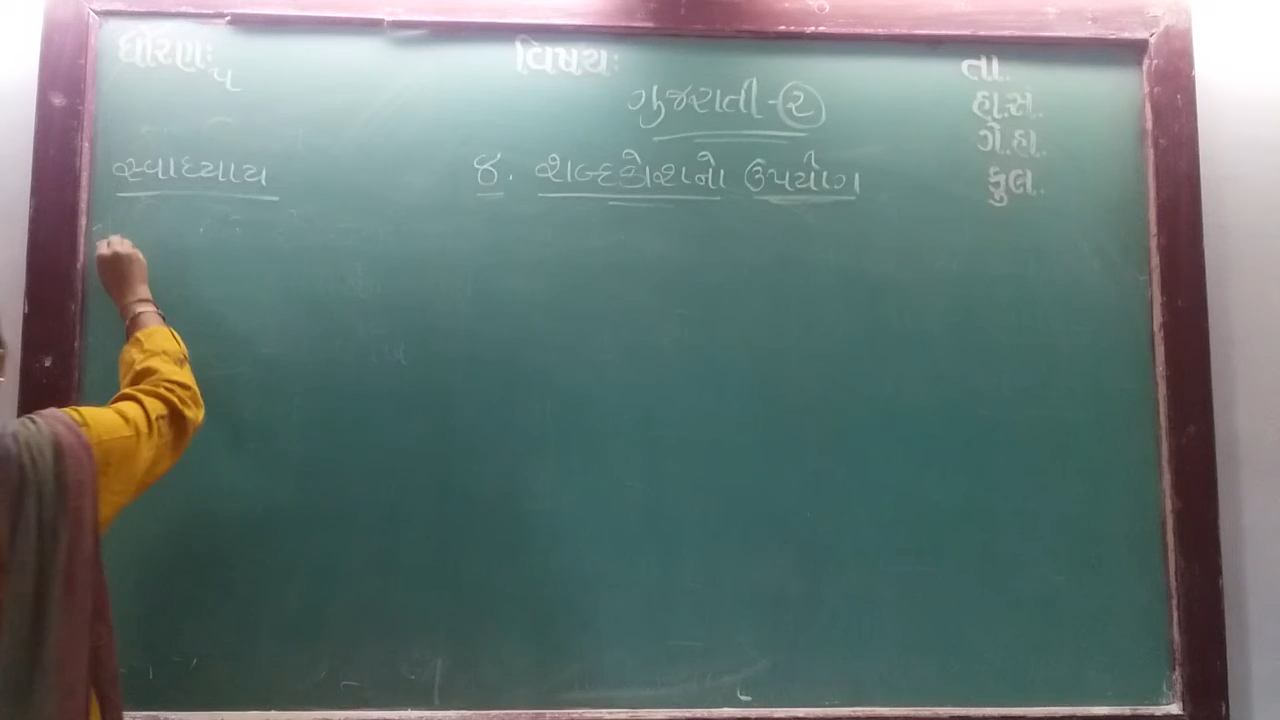 ધોરણઃ ૫ વિષયઃ તા..
ગુજરાતી-૨ હા.સં..
ગે.હા..
સ્વાધ્યાય ૪. શબ્દકોશનો ઉપયોગ કુલ..